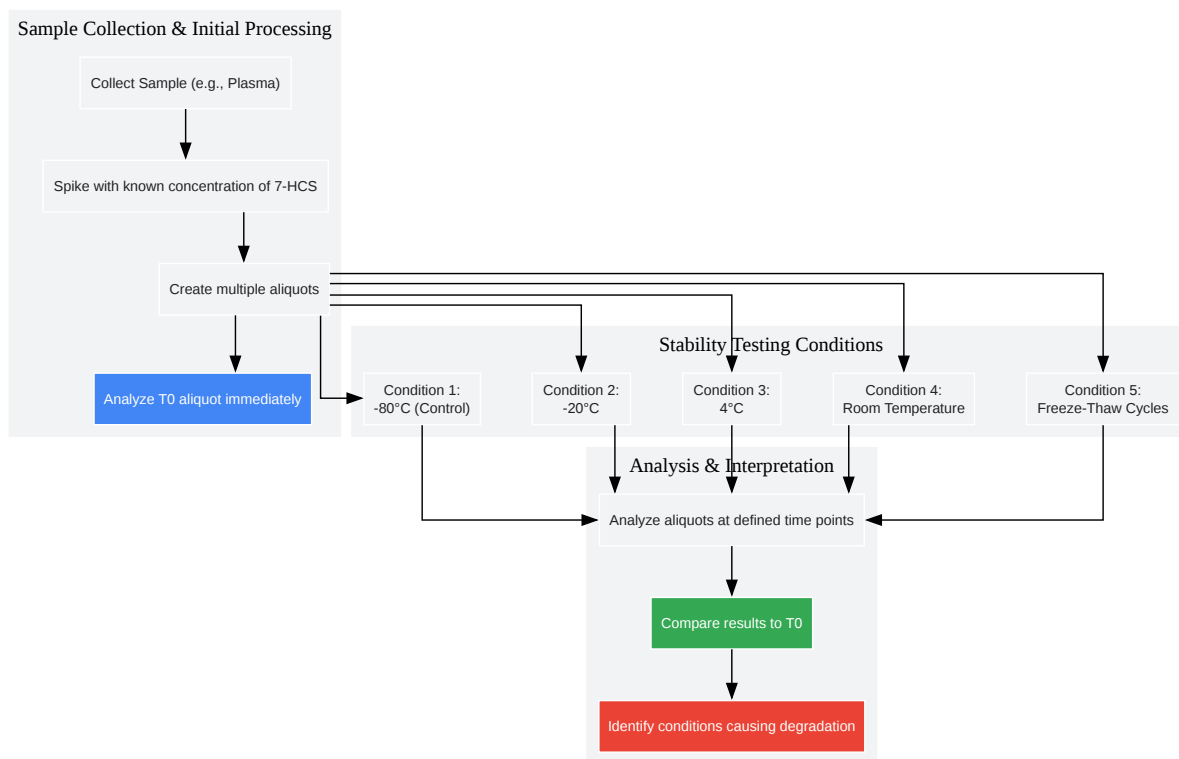 Sample Collection & Initial Processing
Collect Sample (e.g., Plasma)
Spike with known concentration of 7-HCS
Create multiple aliquots
Analyze T0 aliquot immediately
Stability Testing Conditions
Condition 1:
-80°C (Control)
Condition 2:
-20°C
Condition 3:
4°C
Condition 4:
Room Temperature
Condition 5:
Freeze-Thaw Cycles
Analysis & Interpretation
Analyze aliquots at defined time points
Compare results to T0
Identify conditions causing degradation